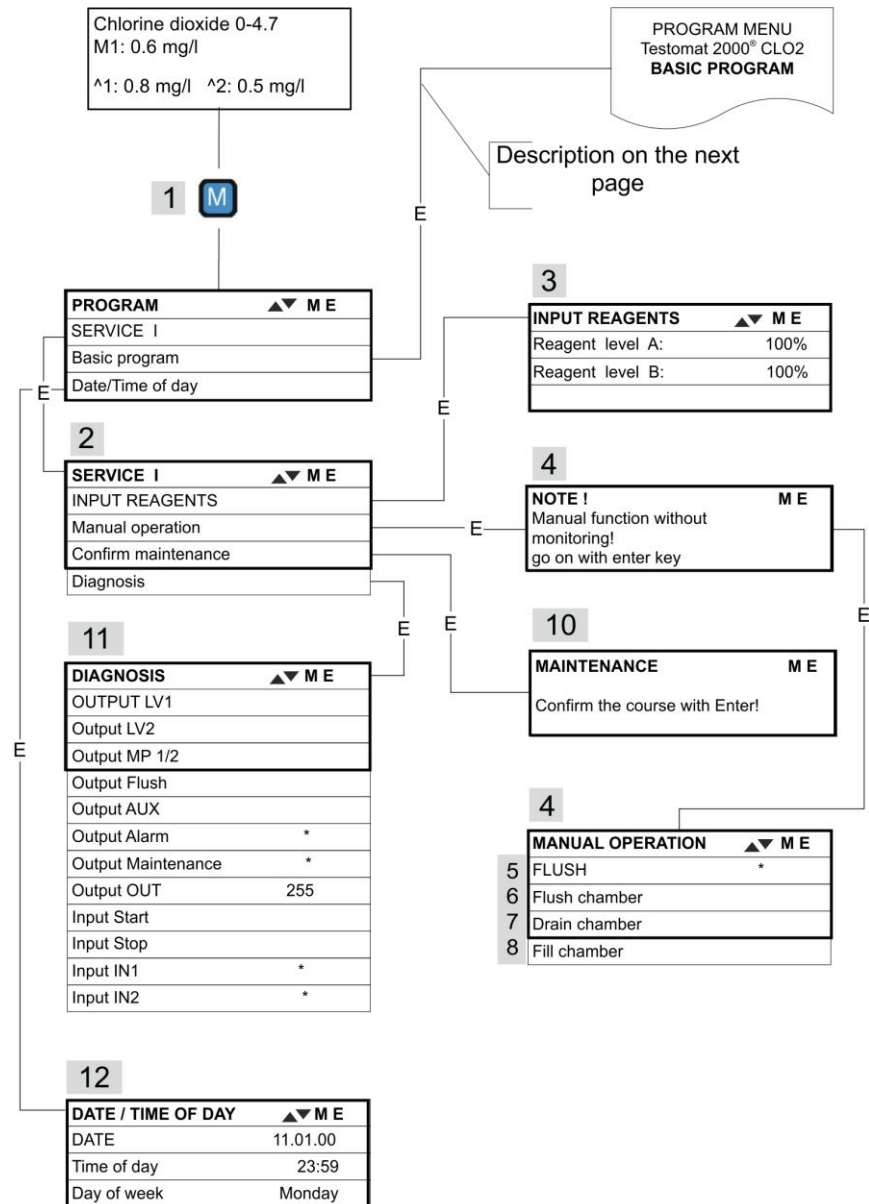 Chlorine dioxide 0-4.7
M1: 0.6 mg/l
^1: 0.8 mg/l ^2: 0.5 mg/l
PROGRAM MENU
Testomat 2000® CLO2
BASIC PROGRAM
Description on the next
page
1 M
E
PROGRAM ▲▼ M E
SERVICE I
Basic program
Date/Time of day
E
E
3
INPUT REAGENTS ▲▼ M E
Reagent level A: 100%
Reagent level B: 100%
E
2
SERVICE I ▲▼ M E
INPUT REAGENTS
Manual operation
Confirm maintenance
Diagnosis
E
4
NOTE ! M E
Manual function without
monitoring!
go on with enter key
E
E
E
10
MAINTENANCE M E
Confirm the course with Enter!
11
DIAGNOSIS ▲▼ M E
OUTPUT LV1
Output LV2
Output MP 1/2
Output Flush
Output AUX
Output Alarm *
Output Maintenance *
Output OUT 255
Input Start
Input Stop
Input IN1 *
Input IN2 *
4
MANUAL OPERATION ▲▼ M E
5 FLUSH *
6 Flush chamber
7 Drain chamber
8 Fill chamber
12
DATE / TIME OF DAY ▲▼ M E
DATE 11.01.00
Time of day 23:59
Day of week Monday